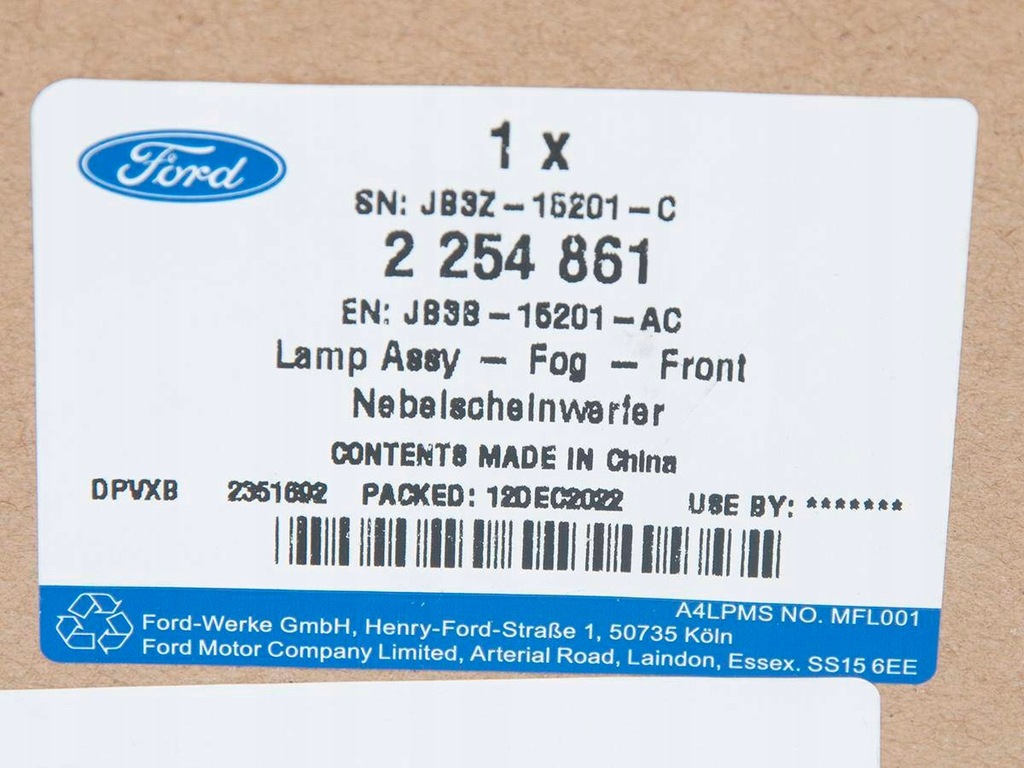 Ford
1 x
SN: JB3Z-15201-C
2 254 861
EN: JB3B-15201-AC
Lamp Assy - Fog - Front
Nebelscheinwerfer
CONTENTS MADE IN China
DPVXB 2351692 PACKED: 12DEC2022 USE BY: *******
A4LPMS NO. MFL001
Ford-Werke GmbH, Henry-Ford-Straße 1, 50735 Köln
Ford Motor Company Limited, Arterial Road, Laindon, Essex. SS15 6EE